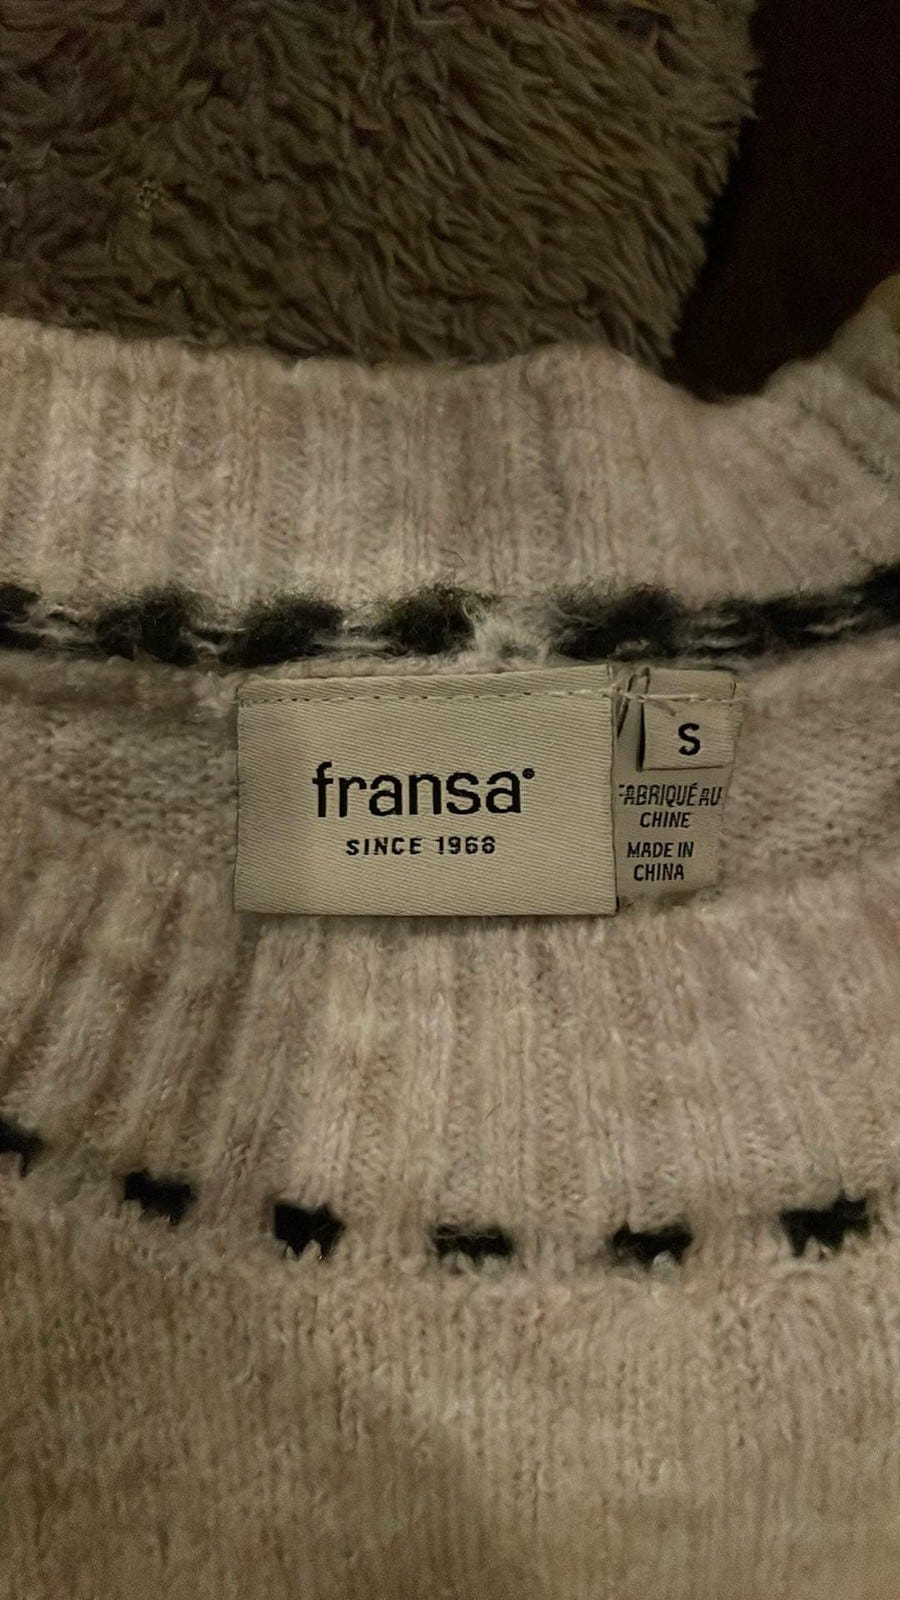 fransa®
SINCE 1968
S
FABRIQUÉ AU
CHINE
MADE IN
CHINA